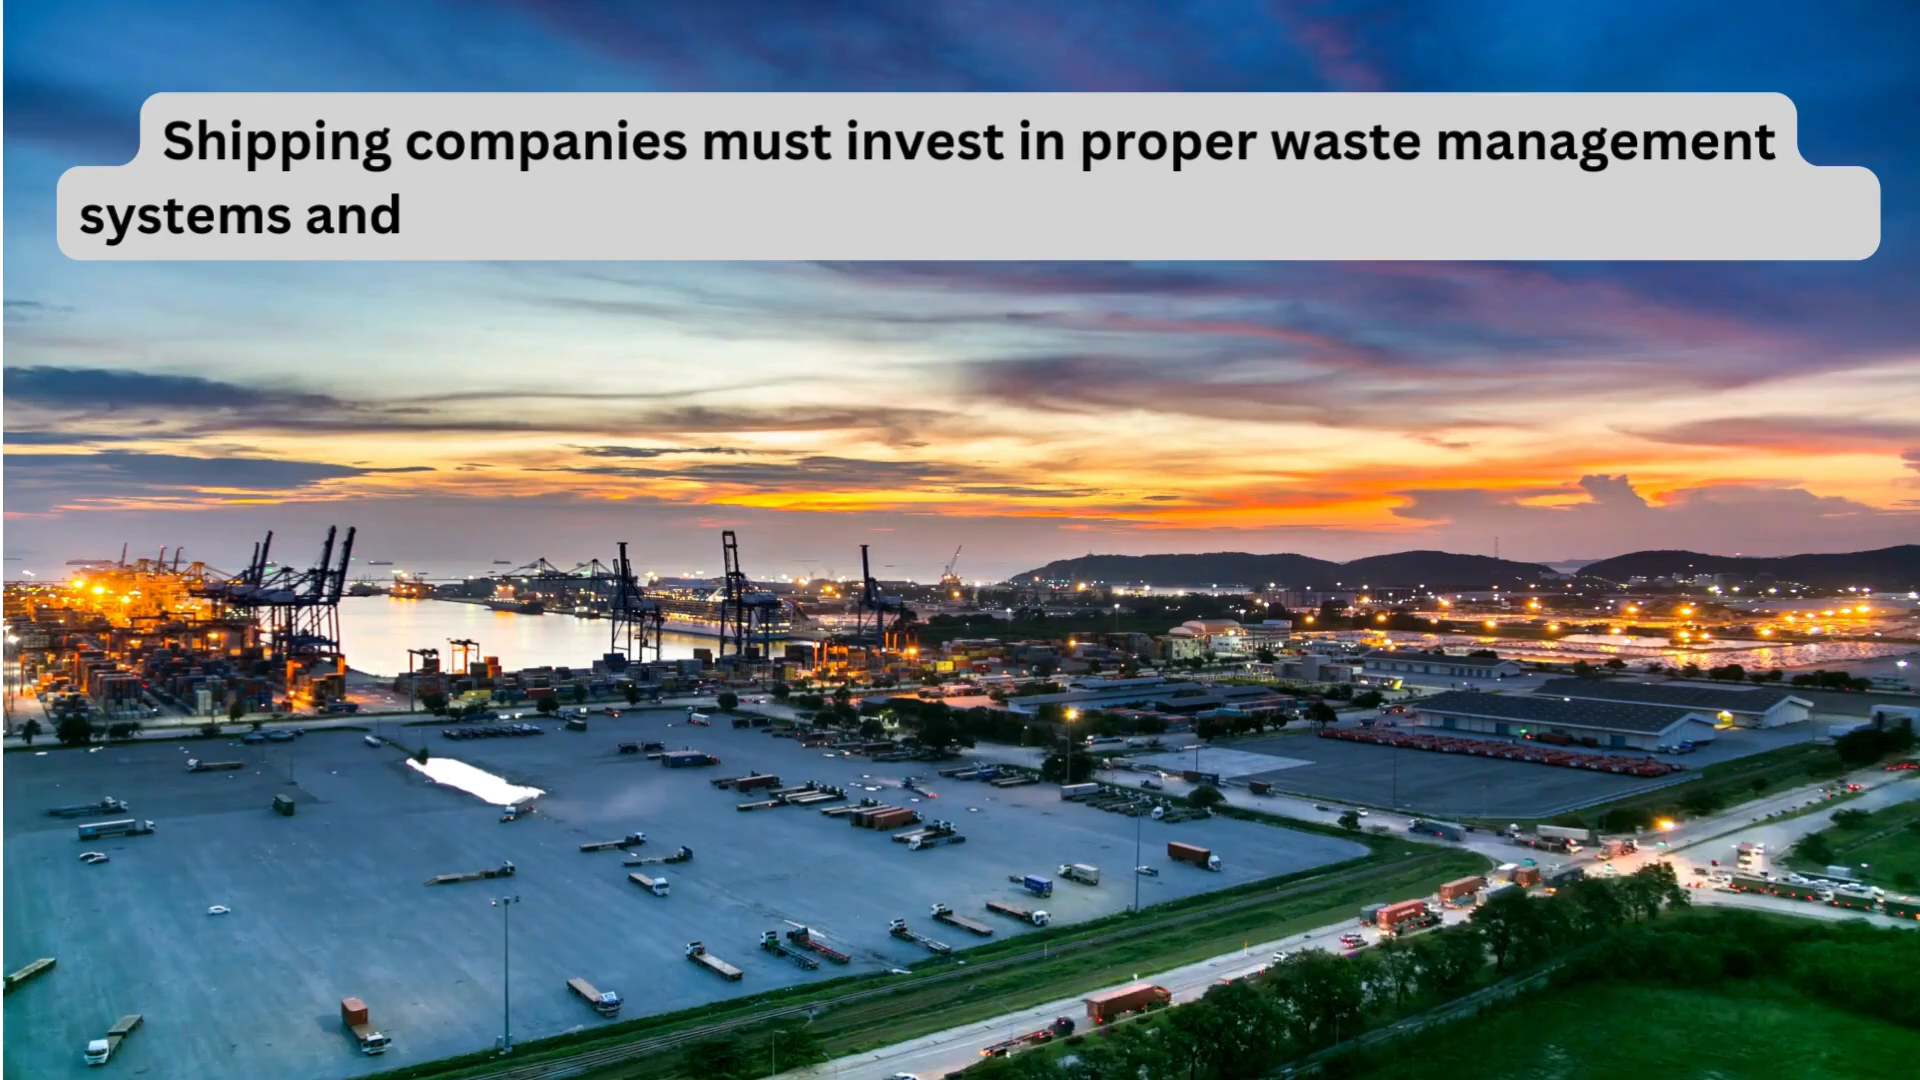 Shipping companies must invest in proper waste management
systems and